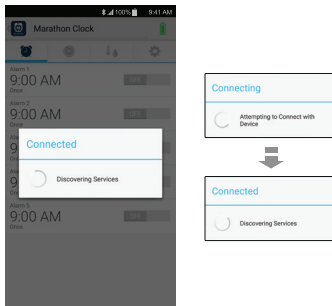 100% 9:41 AM
Marathon Clock
Alarm 1
9:00 AM
Once
Alarm 2
9:00 AM
Once
Connected
Discovering Services
Alarm 5
9:00 AM
Once
Connecting
Attempting to Connect with
Device
Connected
Discovering Services